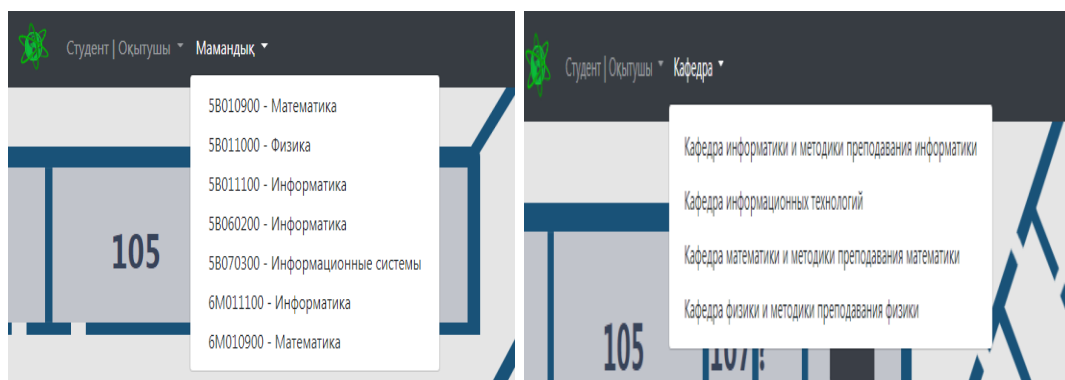 Студент | Оқытушы Мамандық
5B010900 - Математика
5B011000 - Физика
5B011100 - Информатика
5B060200 - Информатика
5B070300 - Информационные системы
6M011100 - Информатика
6M010900 - Математика
105
Студент | Оқытушы Кафедра
Кафедра информатики и методики преподавания информатики
Кафедра информационных технологий
Кафедра математики и методики преподавания математики
Кафедра физики и методики преподавания физики
105